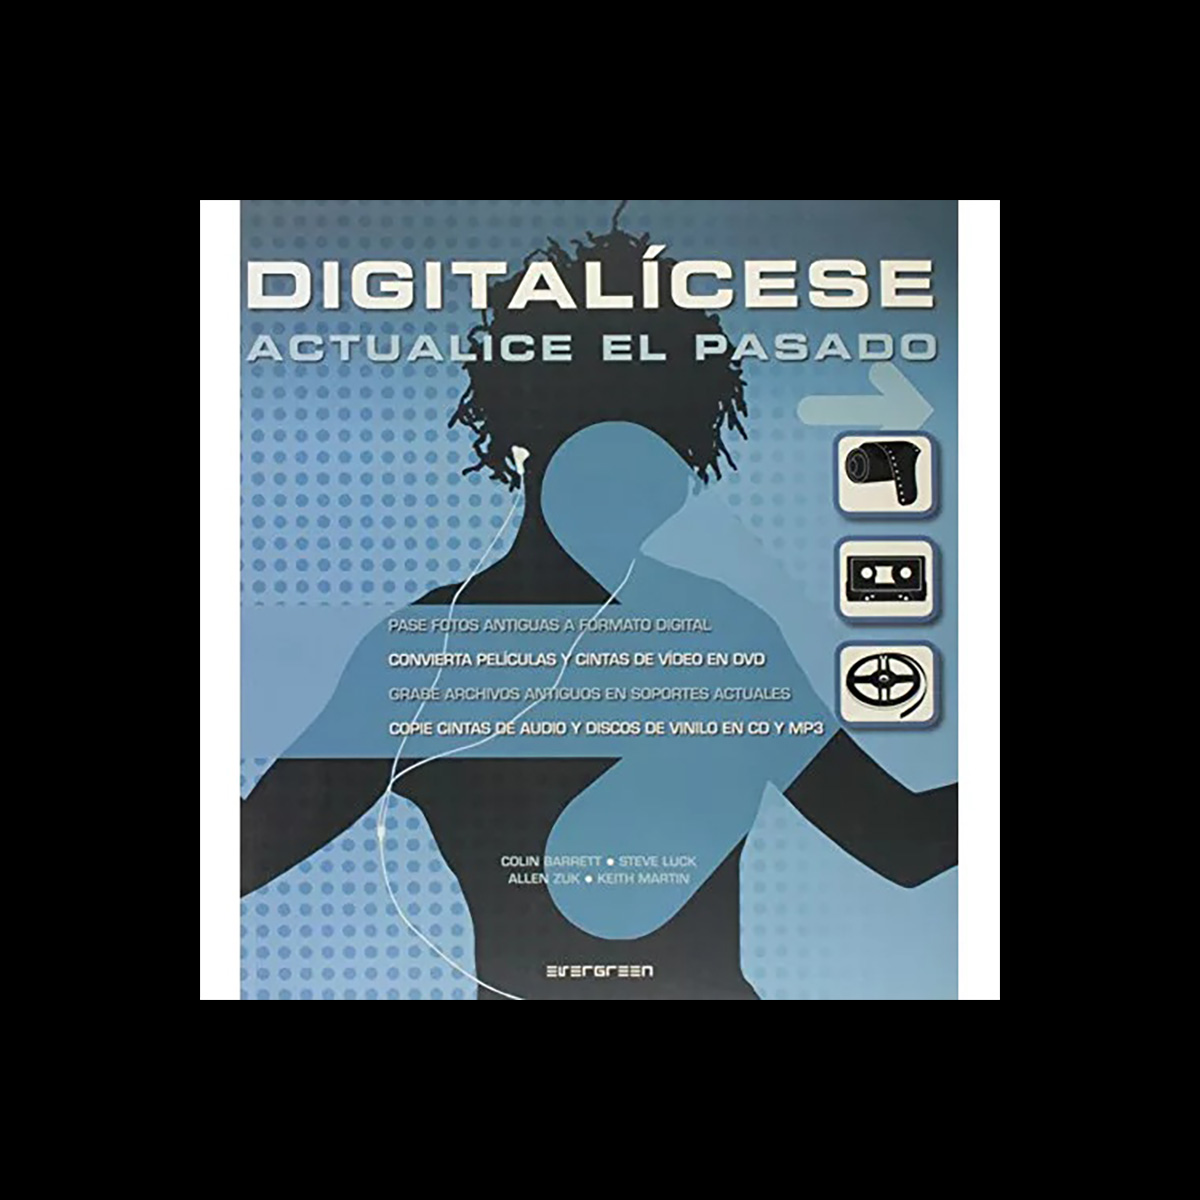 DIGITALÍCESE
ACTUALICE EL PASADO
PASE FOTOS ANTIGUAS A FORMATO DIGITAL
CONVIERTA PELÍCULAS Y CINTAS DE VÍDEO EN DVD
GRABE ARCHIVOS ANTIGUOS EN SOPORTES ACTUALES
COPIE CINTAS DE AUDIO Y DISCOS DE VINILO EN CD Y MP3
COLIN BARRETT ● STEVE LUCK
ALLEN ZUK ● KEITH MARTIN
EVERGREEN